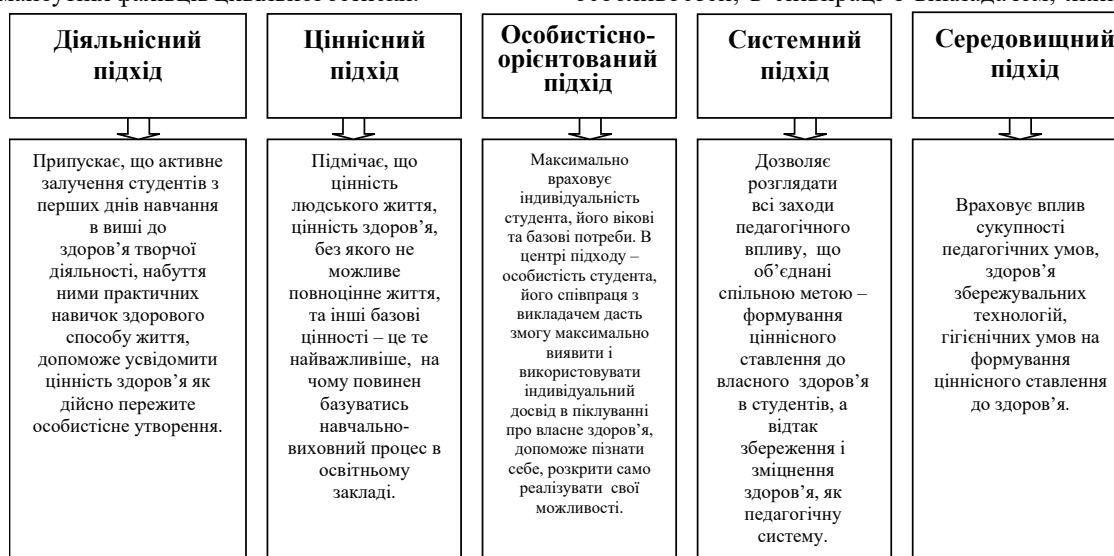 Діяльнісний
підхід
Ціннісний
підхід
Особистісно-
орієнтований
підхід
Системний
підхід
Середовищний
підхід
Припускає, що активне
залучення студентів з
перших днів навчання
в виші до
здоров’я творчої
діяльності, набуття
ними практичних
навичок здорового
способу життя,
допоможе усвідомити
цінність здоров’я як
дійсно пережите
особистісне утворення.
Підмічає, що
цінність
людського життя,
цінність здоров’я,
без якого не
можливе
повноцінне життя,
та інші базові
цінності – це те
найважливіше, на
чому повинен
базуватись
навчально-
виховний процес в
освітньому
закладі.
Максимально
враховує
індивідуальність
студента, його вікові
та базові потреби. В
центрі підходу –
особистість студента,
його співпраця з
викладачем дасть
змогу максимально
виявити і
використовувати
індивідуальний
досвід в піклуванні
про власне здоров’я,
допоможе пізнати
себе, розкрити само
реалізувати свої
можливості.
Дозволяє
розглядати
всі заходи
педагогічного
впливу, що
об’єднані
спільною метою –
формування
ціннісного
ставлення до
власного здоров’я
в студентів, а
відтак
збереження і
зміцнення
здоров’я, як
педагогічну
систему.
Враховує вплив
сукупності
педагогічних умов,
здоров’я
збережувальних
технологій,
гігієнічних умов на
формування
ціннісного ставлення
до здоров’я.